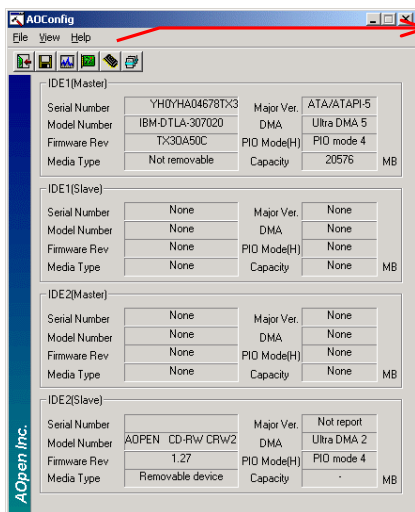 AOConfig
File View Help
IDE1(Master)
Serial Number YH0YHA04678TX3 Major Ver. ATA/ATAPI-5
Model Number IBM-DTLA-307020 DMA Ultra DMA 5
Firmware Rev TX3OA50C PIO Mode(H) PIO mode 4
Media Type Not removable Capacity 20576 MB
IDE1(Slave)
Serial Number None Major Ver. None
Model Number None DMA None
Firmware Rev None PIO Mode(H) None
Media Type None Capacity None MB
IDE2(Master)
Serial Number None Major Ver. None
Model Number None DMA None
Firmware Rev None PIO Mode(H) None
Media Type None Capacity None MB
IDE2(Slave)
Serial Number Major Ver. Not report
Model Number AOPEN CD-RW CRW2 DMA Ultra DMA 2
Firmware Rev 1.27 PIO Mode(H) PIO mode 4
Media Type Removable device Capacity - MB
AOpen Inc.